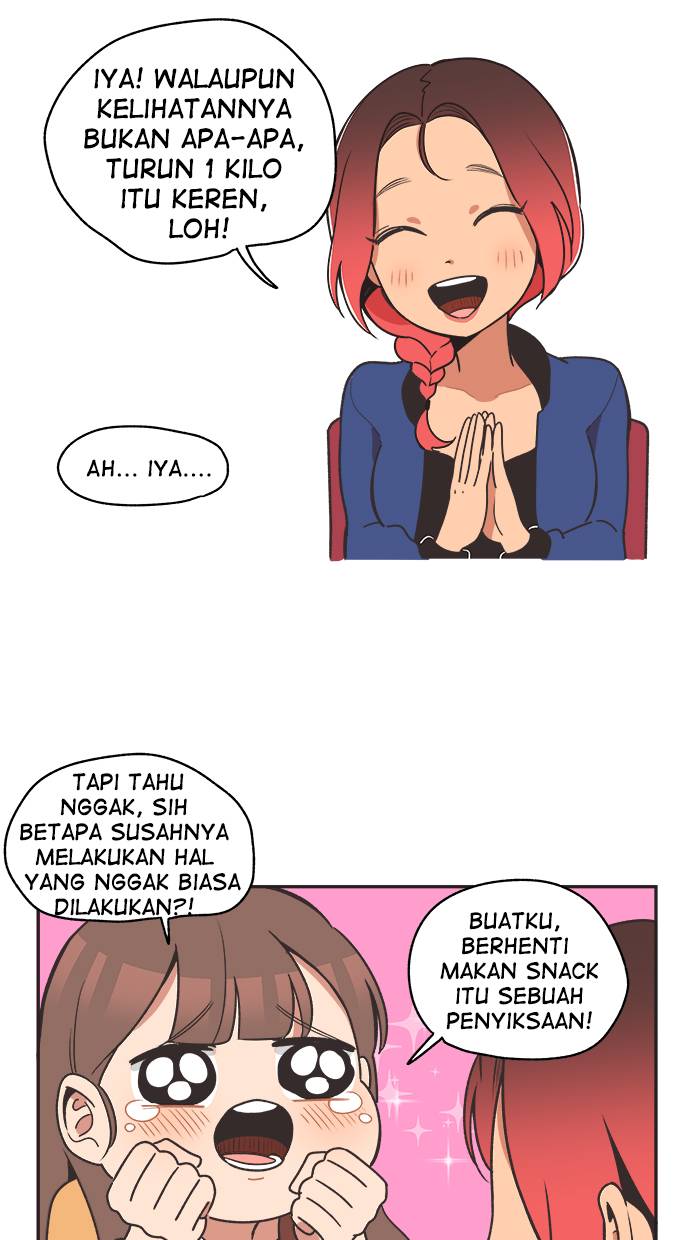 IYA! WALAUPUN
KELIHATANNYA
BUKAN APA-APA,
TURUN 1 KILO
ITU KEREN,
LOH!
AH... IYA....
TAPI TAHU
NGGAK, SIH
BETAPA SUSAHNYA
MELAKUKAN HAL
YANG NGGAK BIASA
DILAKUKAN?!
BUATKU,
BERHENTI
MAKAN SNACK
ITU SEBUAH
PENYIKSAAN!